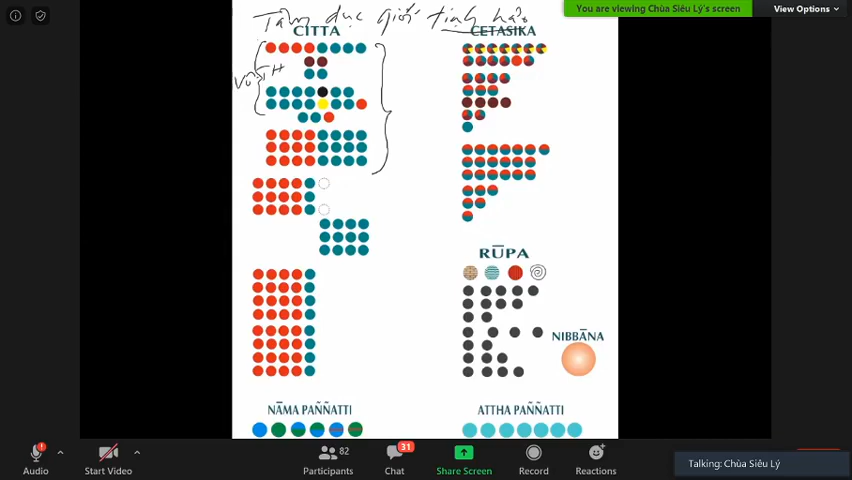 You are viewing Chùa Siêu Lý's screen
View Options
Tâm dục giới tịnh hảo
CITTA
CETASIKA
RŪPA
NIBBĀNA
NĀMA PAÑÑATTI
ATTHA PAÑÑATTI
Audio
Start Video
82
Participants
31
Chat
Share Screen
Record
Reactions
Talking: Chùa Siêu Lý